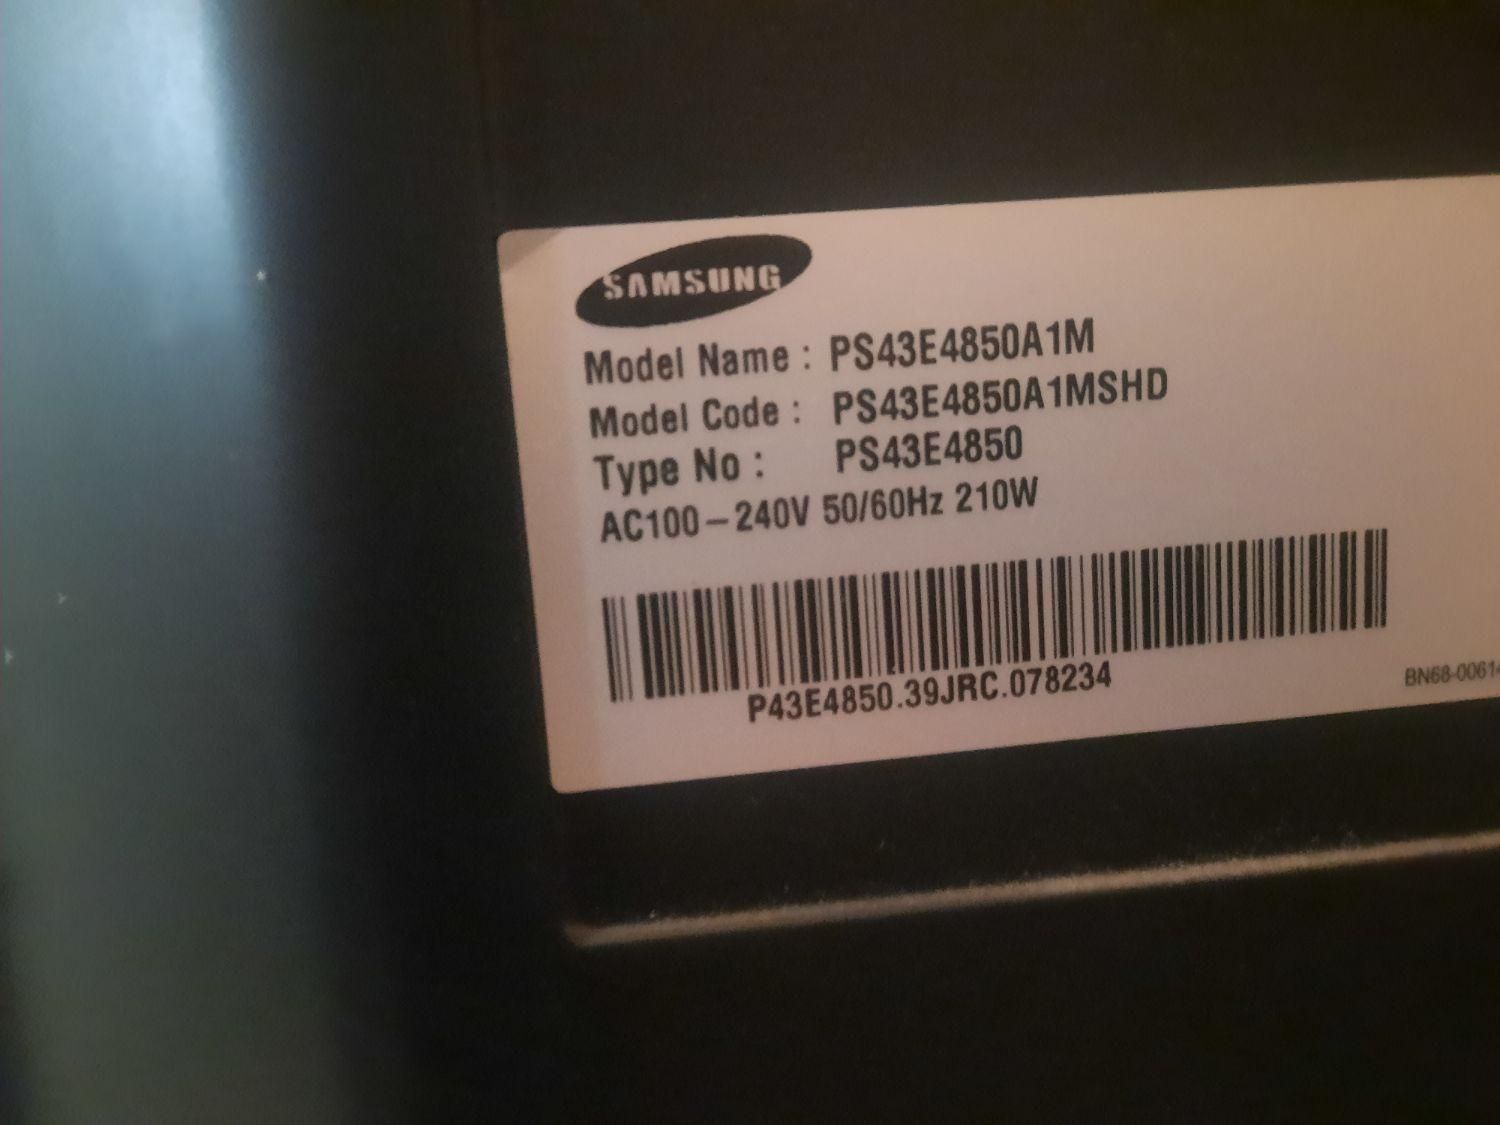 SAMSUNG
Model Name : PS43E4850A1M
Model Code : PS43E4850A1MSHD
Type No : PS43E4850
AC100-240V 50/60Hz 210W
P43E4850.39JRC.078234